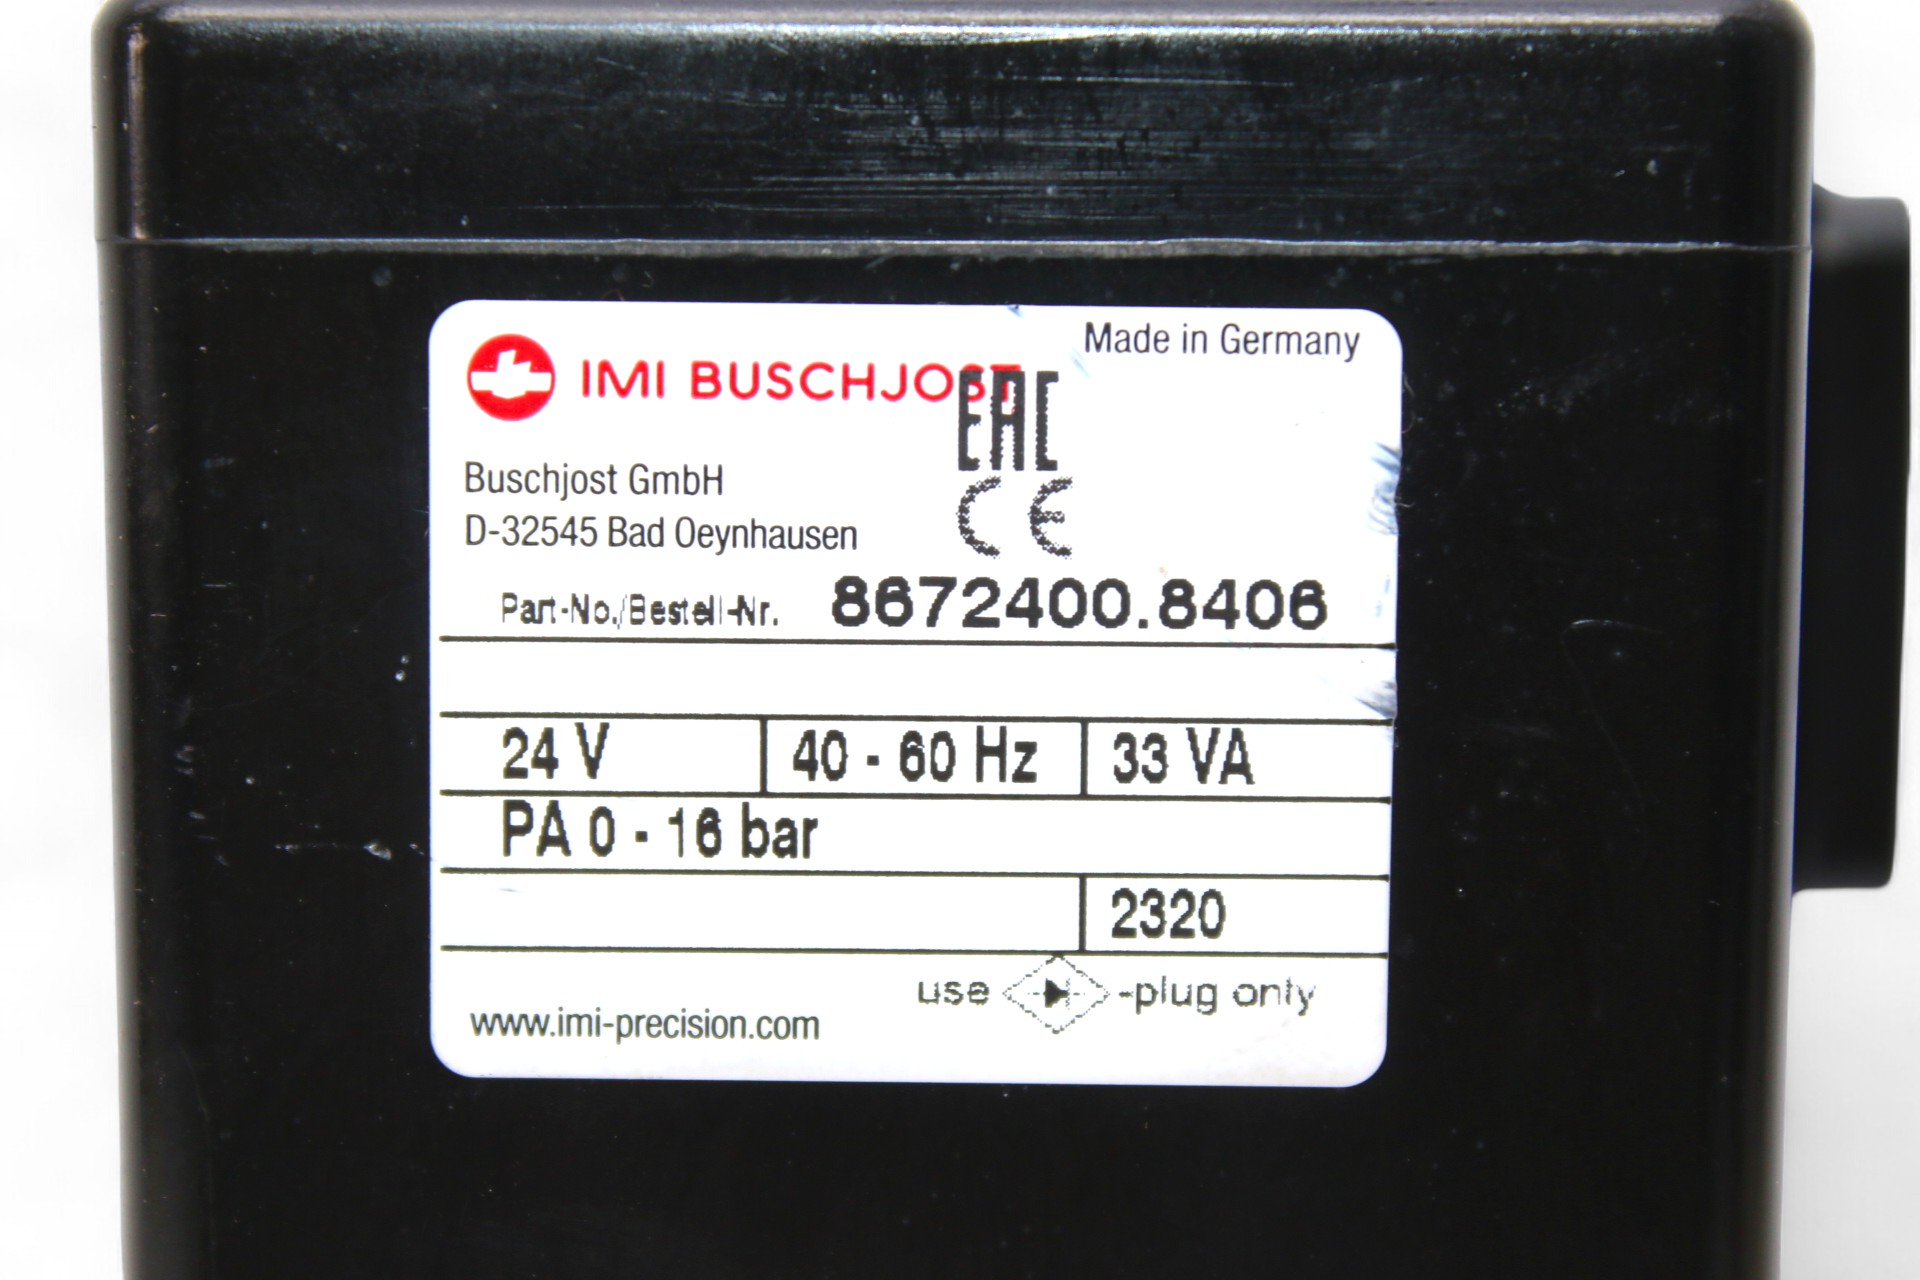 Made in Germany
IMI BUSCHJOST
EAC
CE
Buschjost GmbH
D-32545 Bad Oeynhausen
Part-No./Bestell-Nr. 8672400.8406
24 V 40 - 60 Hz 33 VA
PA 0 - 16 bar
2320
use -plug only
www.imi-precision.com